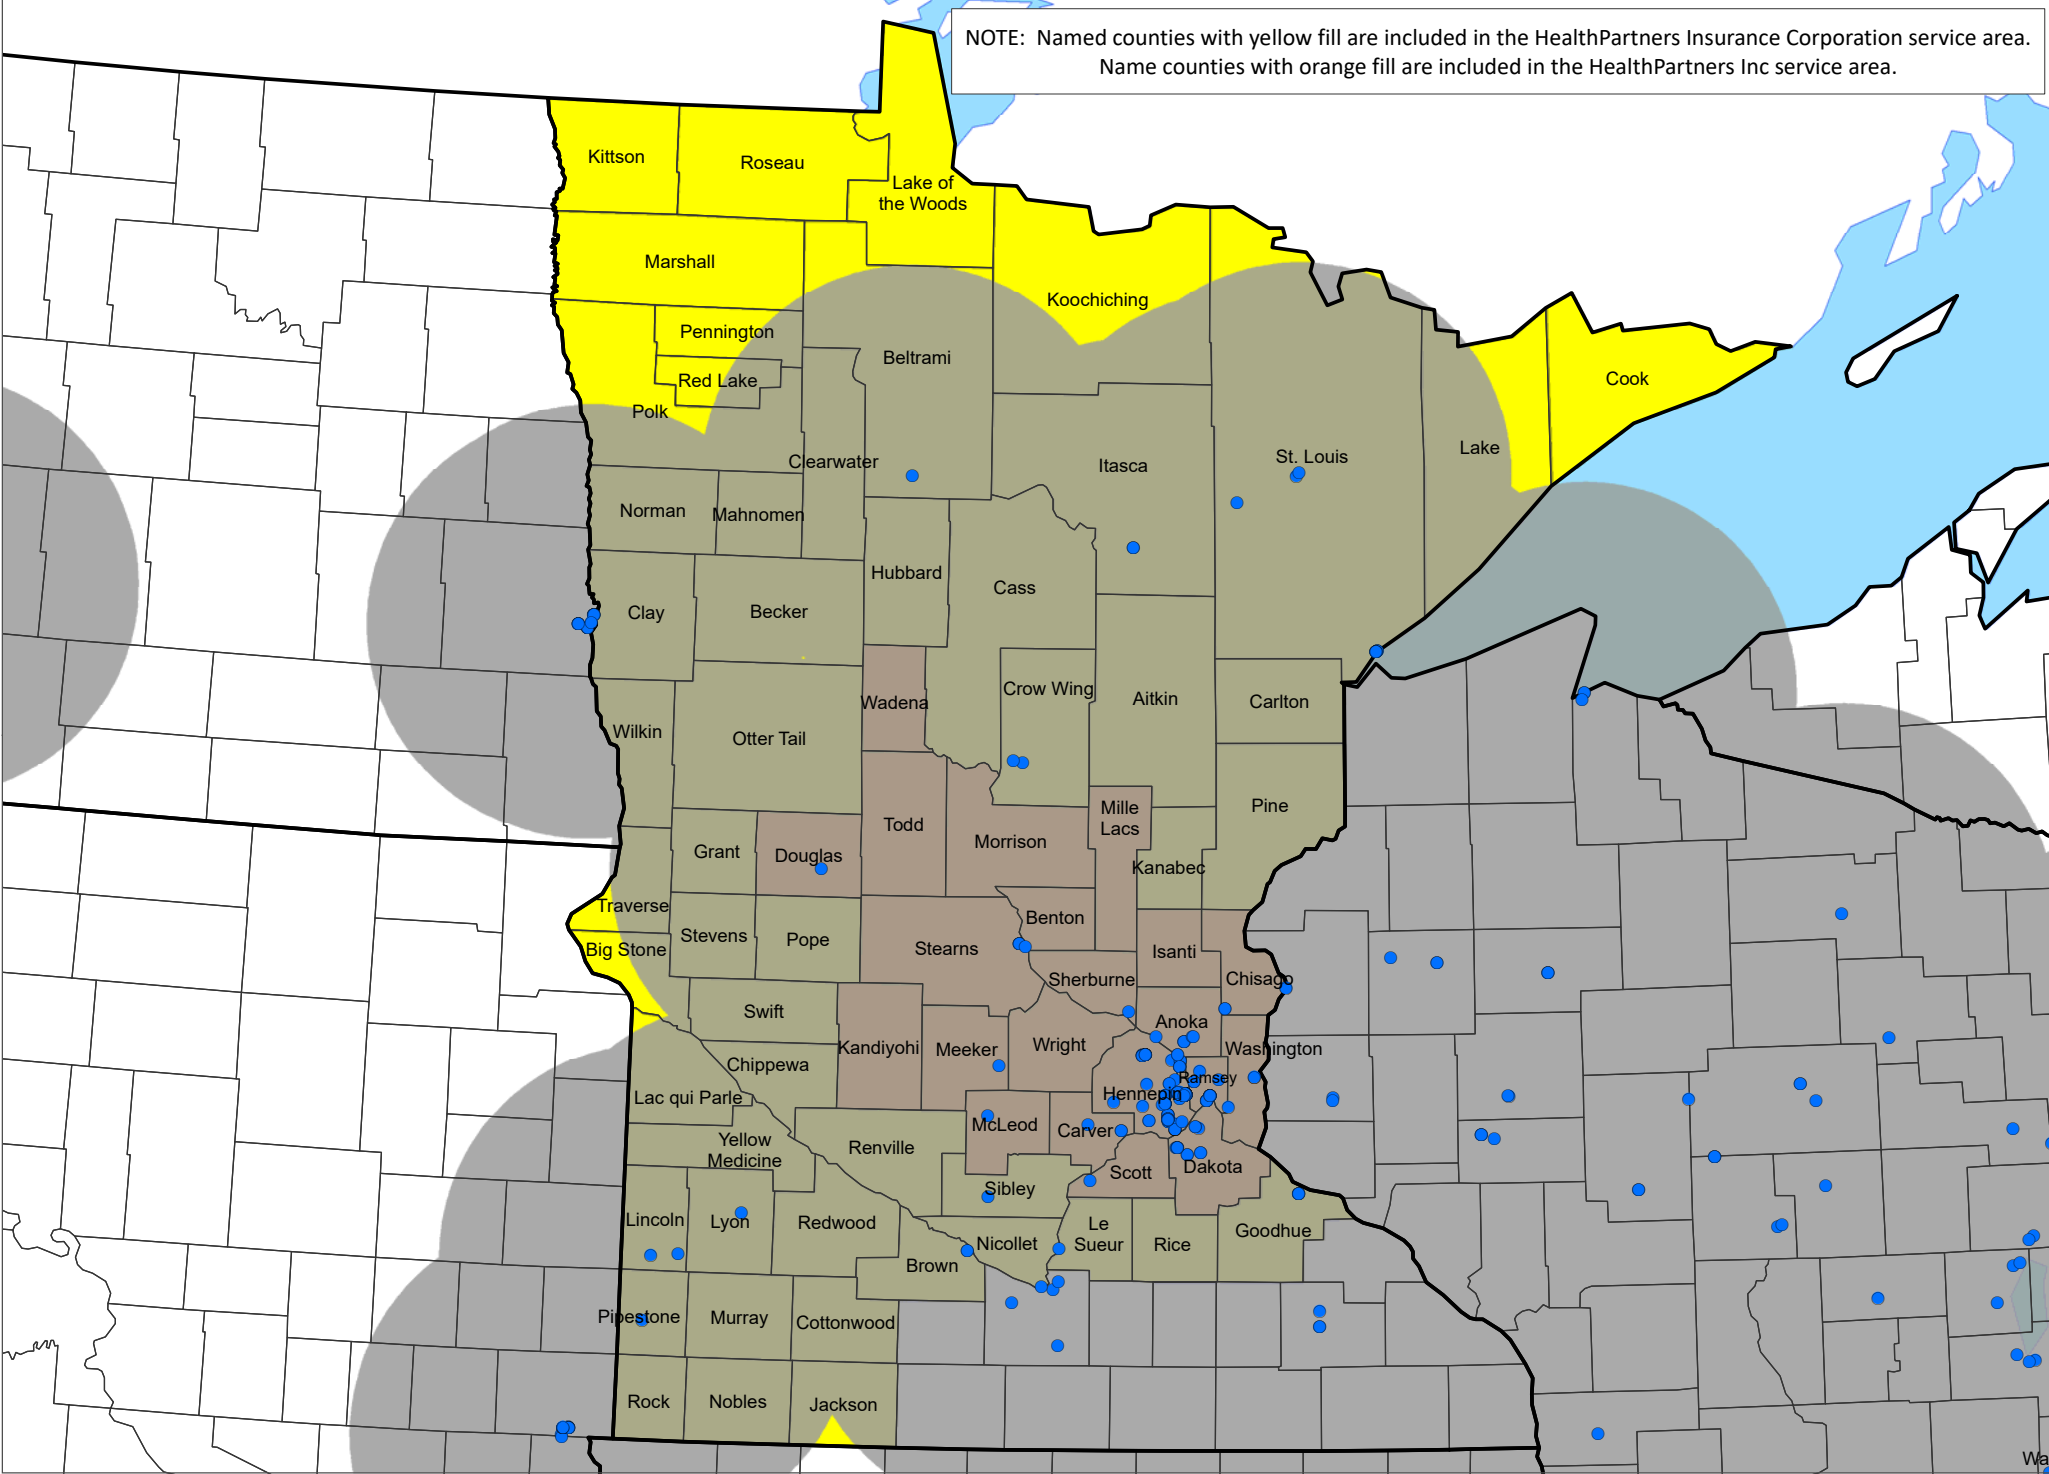 NOTE:  Named counties with yellow fill are included in the HealthPartners Insurance Corporation service area.
Name counties with orange fill are included in the HealthPartners Inc service area.
Kittson
Roseau
Lake of
the Woods
Marshall
Koochiching
Pennington
Beltrami
Red Lake
Cook
Polk
Lake
Clearwater
Itasca
St. Louis
Norman
Mahnomen
Hubbard
Cass
Clay
Becker
Wadena
Crow Wing
Aitkin
Carlton
Wilkin
Otter Tail
Mille
Lacs
Pine
Todd
Morrison
Grant
Douglas
Kanabec
Traverse
Benton
Stevens
Pope
Stearns
Isanti
Big Stone
Sherburne
Chisago
Swift
Anoka
Kandiyohi
Meeker
Wright
Washington
Chippewa
Ramsey
Hennepin
Lac qui Parle
McLeod
Carver
Yellow
Medicine
Renville
Scott
Dakota
Sibley
Lincoln
Lyon
Redwood
Le
Sueur
Nicollet
Rice
Goodhue
Brown
Pipestone
Murray
Cottonwood
Rock
Nobles
Jackson
Wa